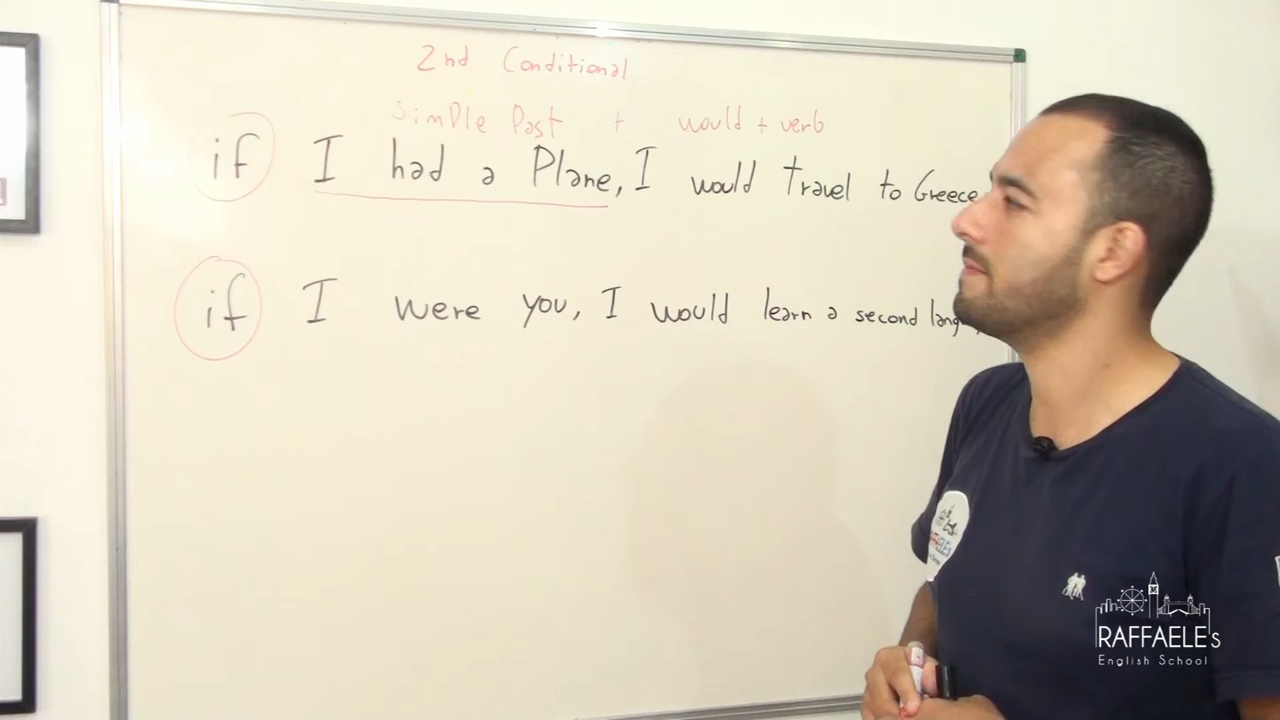 2nd Conditional
Simple Past + would + verb
if I had a Plane, I would travel to Greece
if I were you, I would learn a second
RAFFAELEs
English School